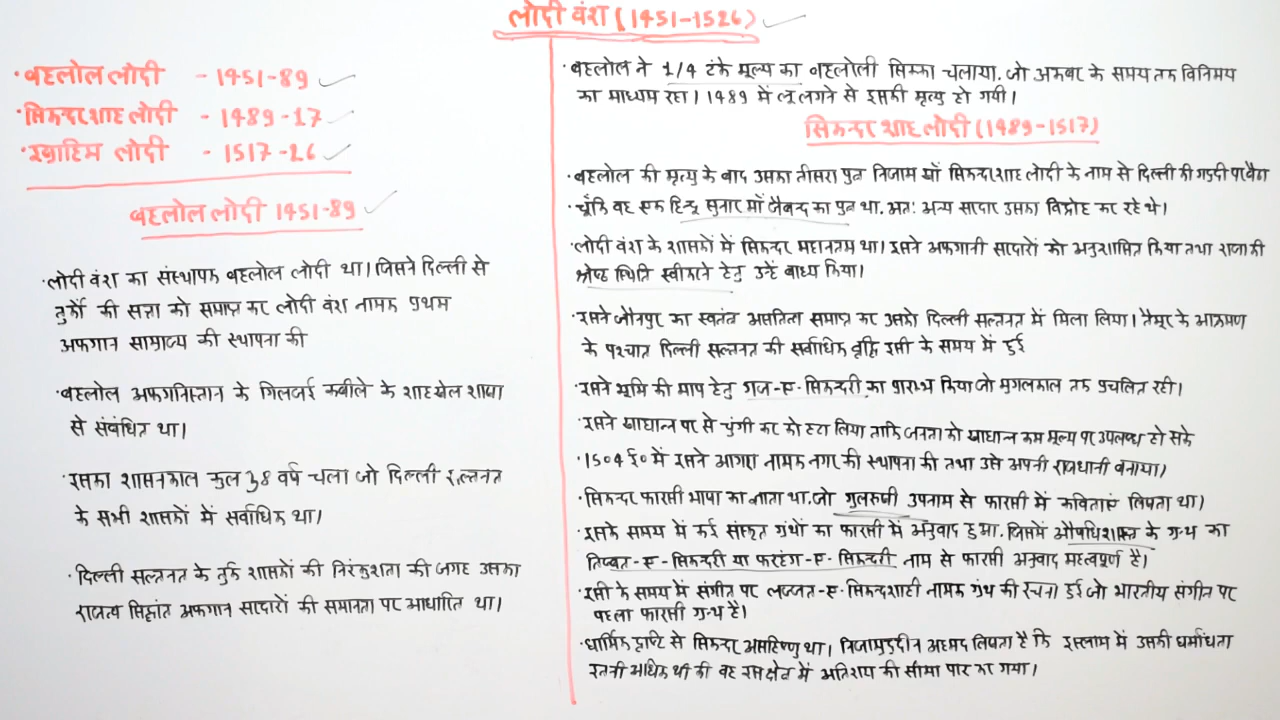 लोदी वंश (1451-1526)
·बहलोल लोदी - 1451-89
·सिकन्दर शाह लोदी - 1489-17
·इब्राहिम लोदी - 1517-26
बहलोल लोदी 1451-89
·लोदी वंश का संस्थापक बहलोल लोदी था। जिसने दिल्ली से
तुर्कों की सत्ता को समाप्त कर लोदी वंश नामक प्रथम
अफगान साम्राज्य की स्थापना की
·बहलोल अफगानिस्तान के गिलजई कबीले के शाहूखेल शाखा
से संबंधित था।
·इसका शासनकाल कुल 38 वर्ष चला जो दिल्ली सल्तनत
के सभी शासकों में सर्वाधिक था।
·दिल्ली सल्तनत के तुर्क शासकों की निरंकुशता की जगह उसका
राजत्व सिद्धांत अफगान सरदारों की समानता पर आधारित था।
·बहलोल ने 1/4 टंके मूल्य का बहलोली सिक्का चलाया. जो अकबर के समय तक विनिमय
का माध्यम रहा। 1489 में लू लगने से इसकी मृत्यु हो गयी।
सिकन्दर शाह लोदी (1489-1517)
·बहलोल की मृत्यु के बाद उसका तीसरा पुत्र निजाम खाँ सिकन्दरशाह लोदी के नाम से दिल्ली की गद्दी पर बैठा
·चूंकि वह एक हिन्दू सुनार माँ जैबन्द का पुत्र था. अतः अन्य सरदार उसका विद्रोह कर रहे थे।
·लोदी वंश के शासकों में सिकन्दर महानतम था। इसने अफगानी सरदारों को अनुशासित किया तथा राजा की
श्रेष्ठ स्थिति स्वीकारने हेतु उन्हें बाध्य किया।
·इसने जौनपुर का स्वतंत्र असतित्व समाप्त कर उसको दिल्ली सल्तनत में मिला लिया। तैमूर के आक्रमण
के पश्चात दिल्ली सल्तनत की सर्वाधिक वृद्धि इसी के समय में हुई
·इसने भूमि की माप हेतु गज-ए-सिकन्दरी का प्रारम्भ किया जो मुगलकाल तक प्रचलित रही।
·इसने खाद्यान्न पर से चुंगी कर को हटा लिया ताकि जनता को खाद्यान्न कम मूल्य पर उपलब्ध हो सके
·1504 ई० में इसने आगरा नामक नगर की स्थापना की तथा उसे अपनी राजधानी बनाया।
·सिकन्दर फारसी भाषा का ज्ञाता था. जो गुलरुखी उपनाम से फारसी में कविताएं लिखता था।
·इसके समय में कई संस्कृत ग्रंथों का फारसी में अनुवाद हुआ. जिसमें औषधिशास्त्र के ग्रन्थ का
तिब्बत-ए-सिकन्दरी या फरहंग-ए-सिकन्दरी नाम से फारसी अनुवाद महत्वपूर्ण है।
·इसी के समय में संगीत पर लज्जत-ए-सिकन्दशाही नामक ग्रंथ की रचना हुई जो भारतीय संगीत पर
पहला फारसी ग्रन्थ है।
·धार्मिक दृष्टि से सिकन्दर असहिष्णु था। निजामुद्दीन अहमद लिखता है कि इस्लाम में उसकी धर्मांधता
इतनी अधिक थी की वह इस क्षेत्र में अतिशय की सीमा पार कर गया।